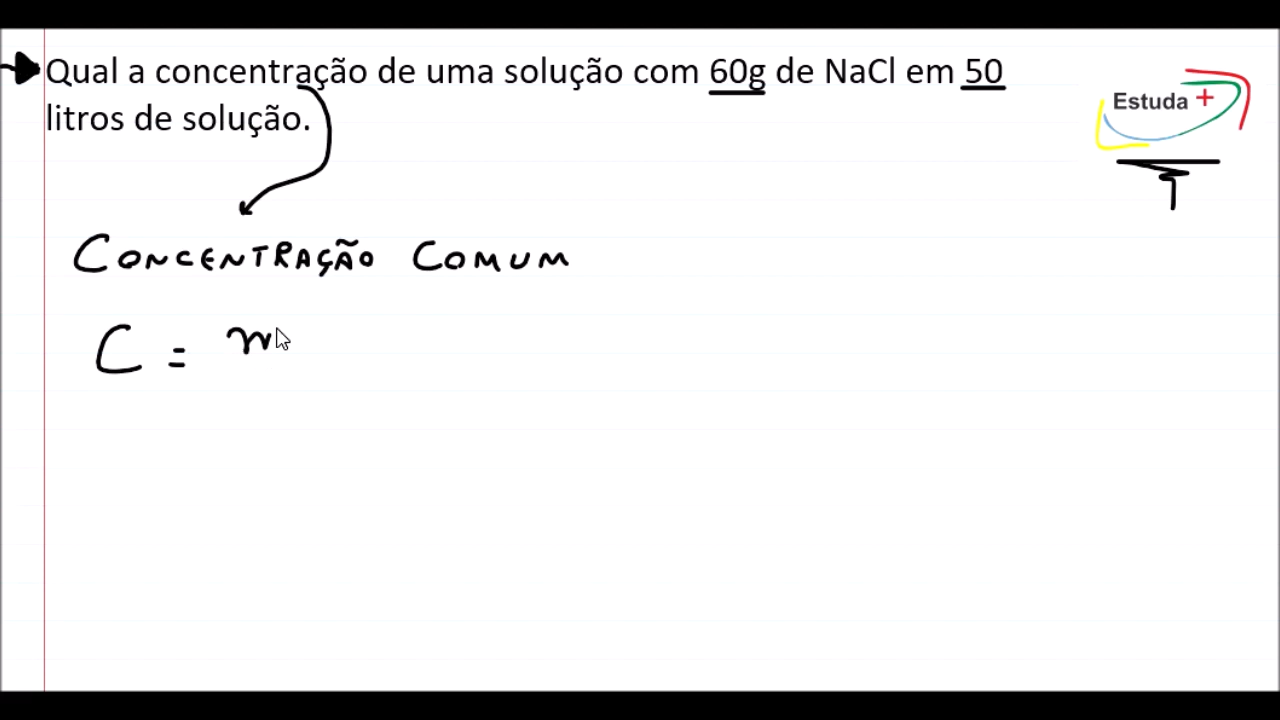 Qual a concentração de uma solução com 60g de NaCl em 50
litros de solução.
Estuda +
CONCENTRAÇÃO COMUM
C = m